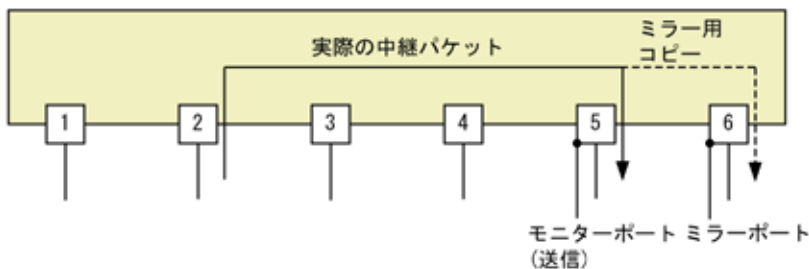 実際の中継パケット
ミラー用
コピー
1 2 3 4 5 6
モニターポート ミラーポート
(送信)